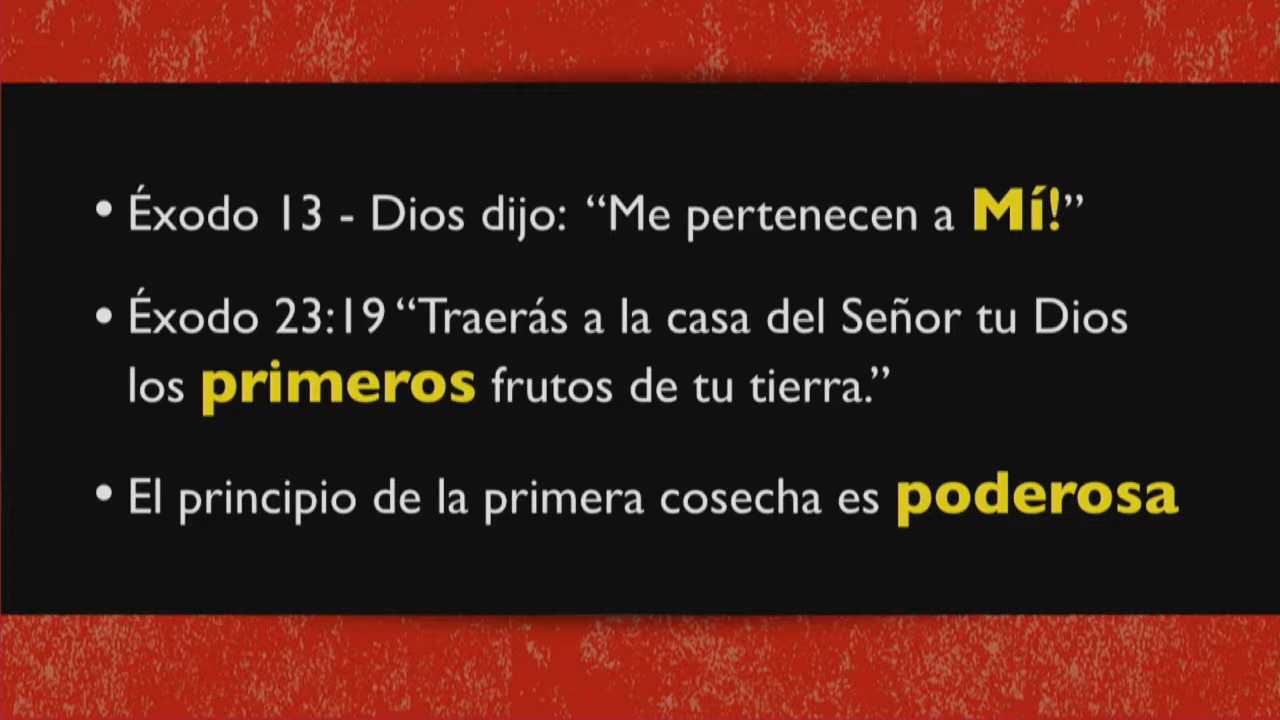 • Éxodo 13 - Dios dijo: “Me pertenecen a Mí!”
• Éxodo 23:19 “Traerás a la casa del Señor tu Dios
los primeros frutos de tu tierra.”
• El principio de la primera cosecha es poderosa